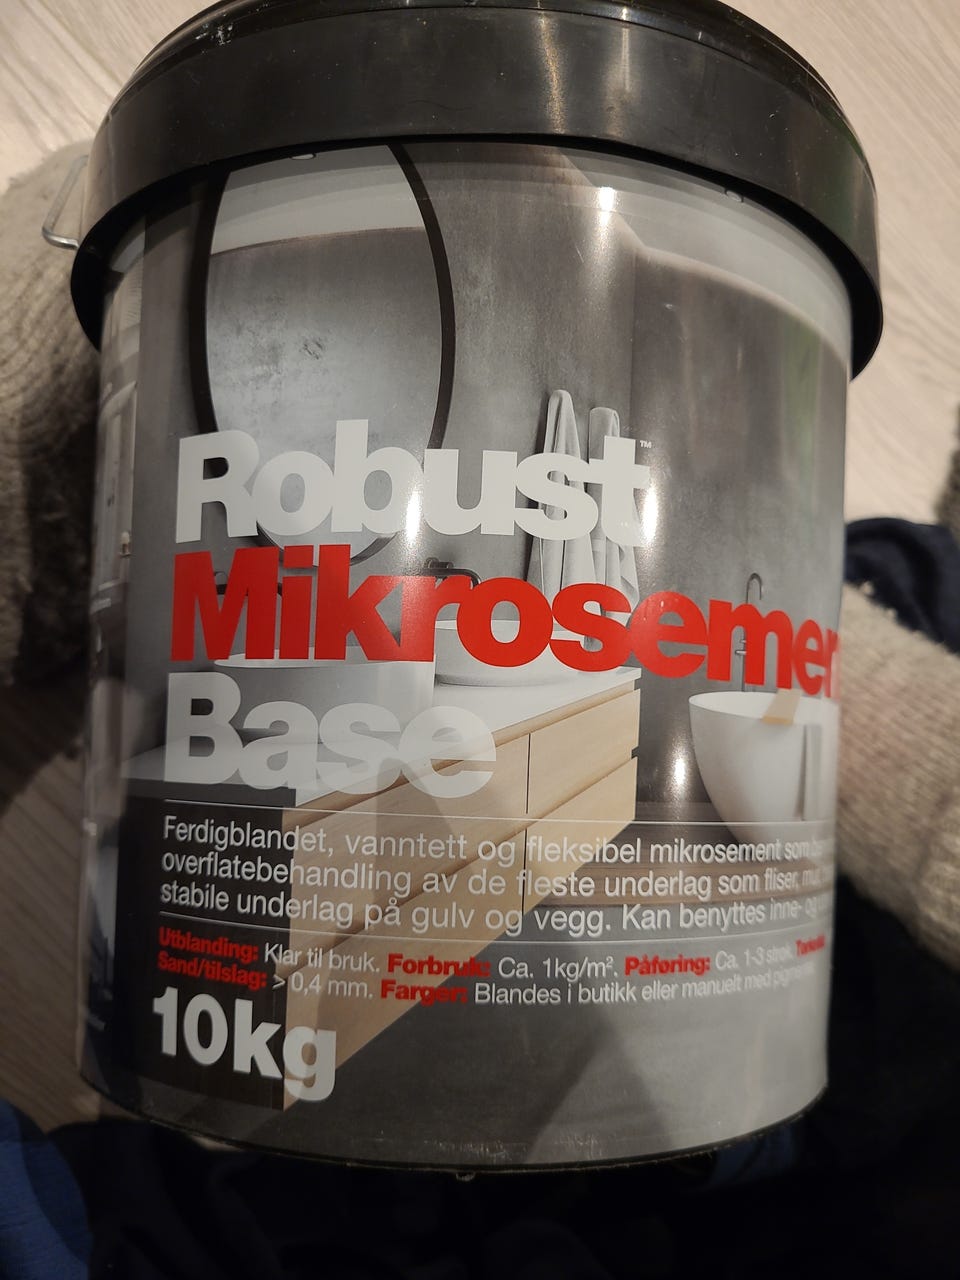 Robust™
Mikrosemen
Base
Ferdigblandet, vanntett og fleksibel mikrosement som
overflatebehandling av de fleste underlag som fliser, mur
stabile underlag på gulv og vegg. Kan benyttes inne- og
Utblanding: Klar til bruk. Forbruk: Ca. 1kg/m². Påføring: Ca. 1-3 strøk.
Sand/tilslag: > 0,4 mm. Farger: Blandes i butikk eller manuelt med
10kg